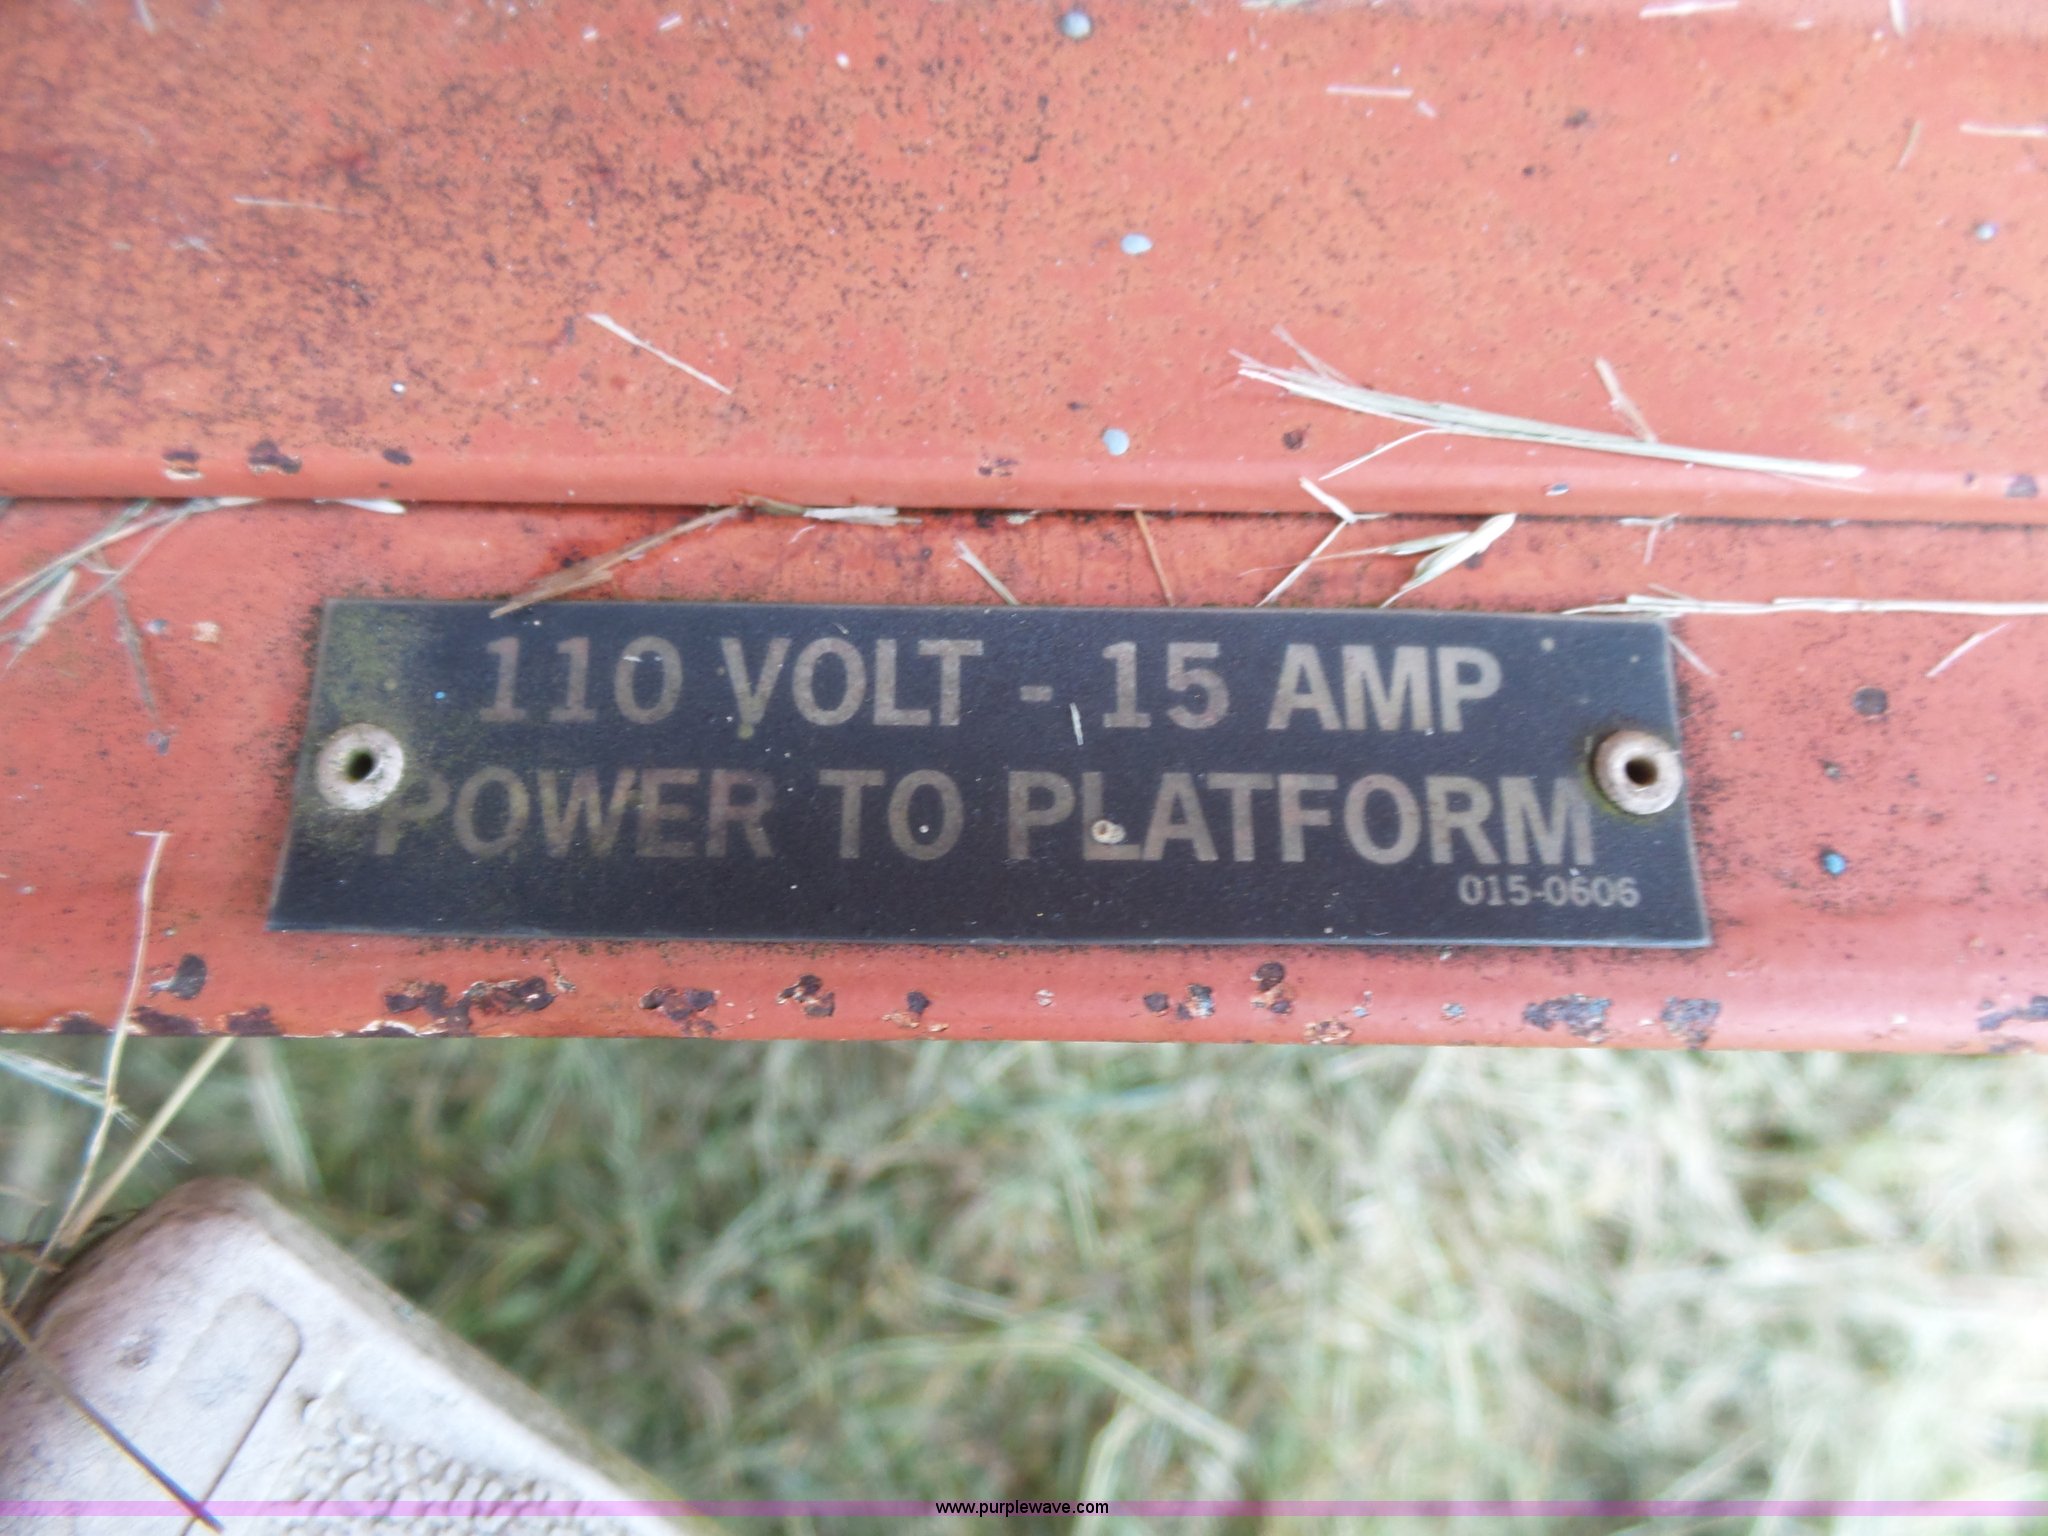 110 VOLT - 15 AMP
POWER TO PLATFORM
015-0606
www.purplewave.com